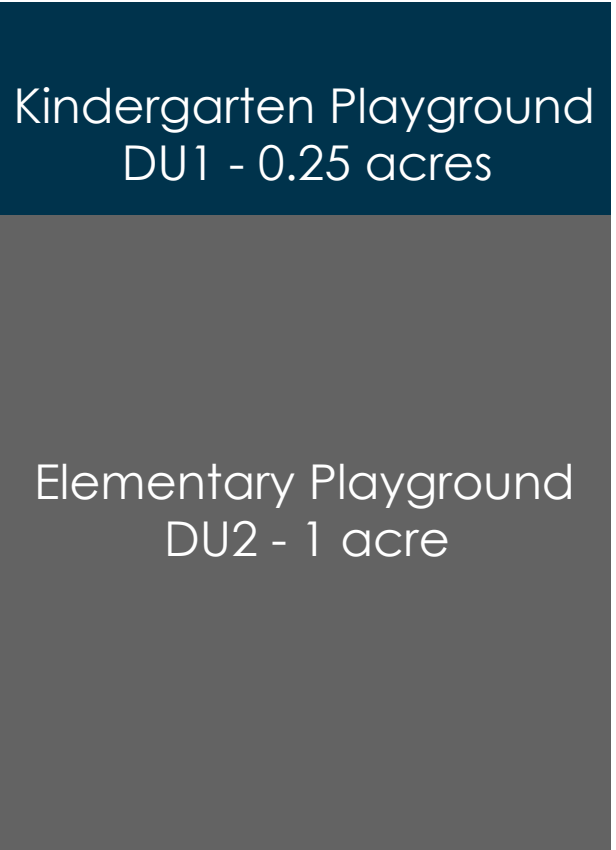 Kindergarten Playground
DU1 - 0.25 acres
Elementary Playground
DU2 - 1 acre